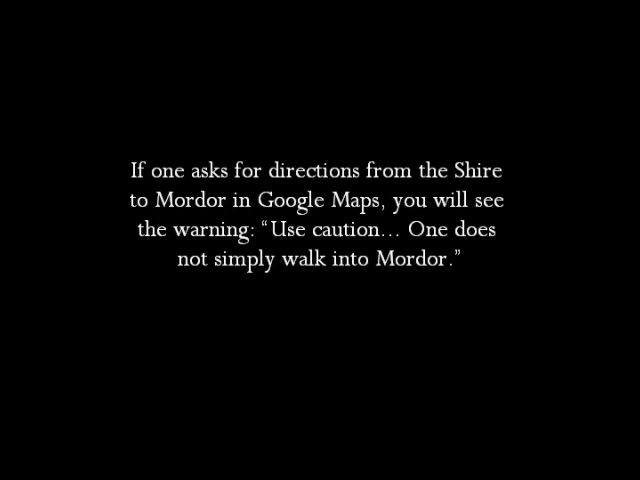 If one asks for directions from the Shire
to Mordor in Google Maps, you will see
the warning: “Use caution... One does
not simply walk into Mordor.”